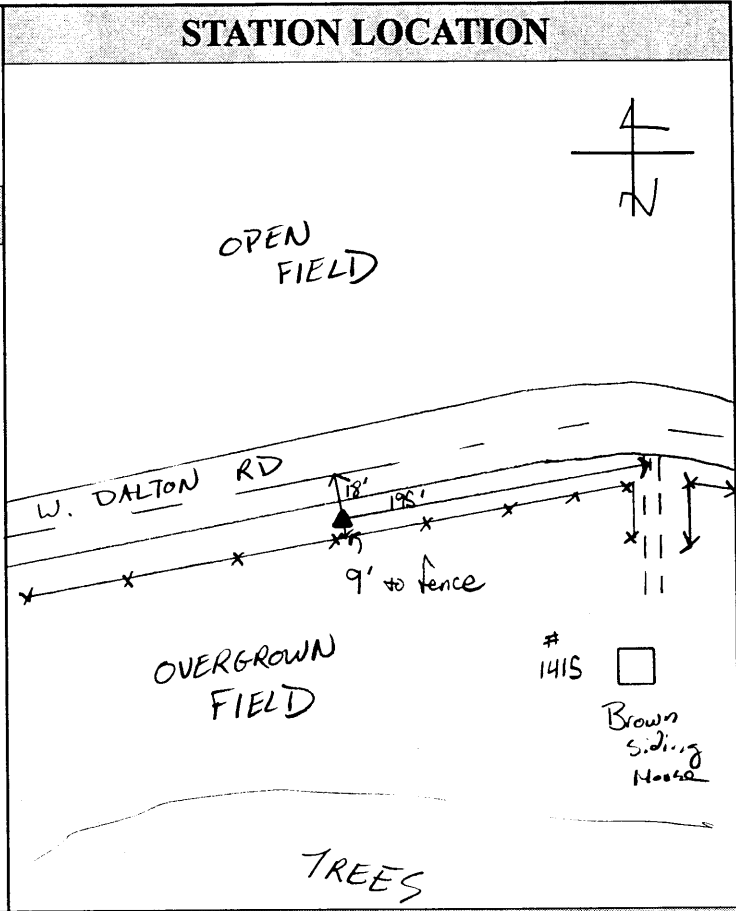 STATION LOCATION
N
OPEN
FIELD
W. DALTON RD
18'
195'
9' to fence
OVERGROWN
FIELD
#
1415
Brown
Siding
House
TREES